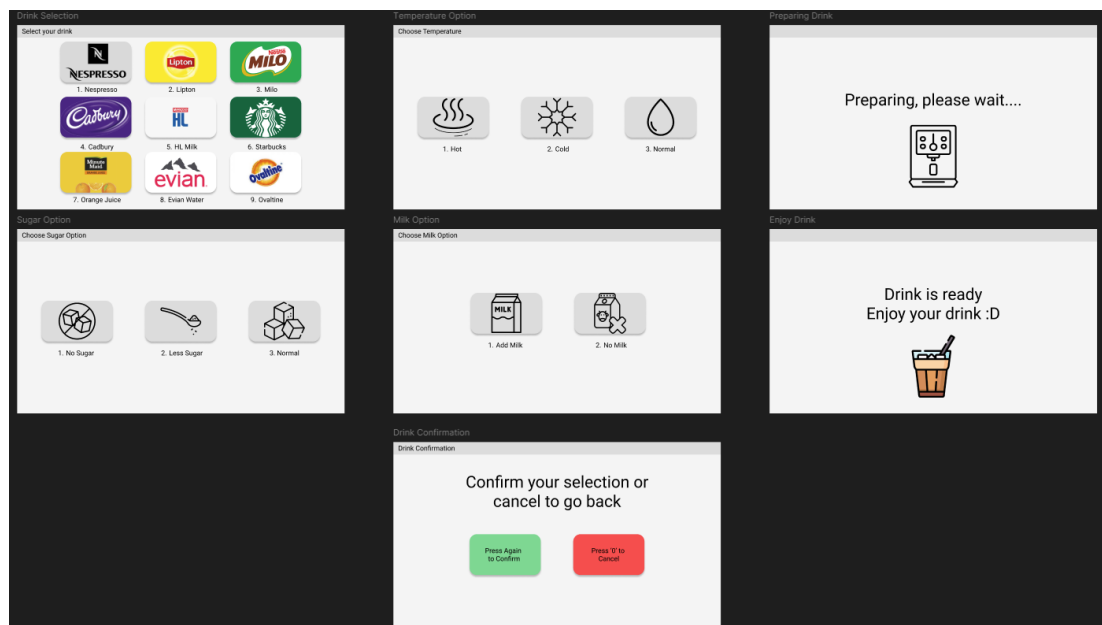 Drink Selection
Select your drink
NESPRESSO
1. Nespresso
Lipton
2. Lipton
Nestlé
MILO
3. Milo
Cadbury
4. Cadbury
HL
5. HL Milk
6. Starbucks
Minute
Maid
7. Orange Juice
evian
8. Evian Water
Ovaltine
9. Ovaltine
Temperature Option
Choose Temperature
1. Hot
2. Cold
3. Normal
Preparing Drink
Preparing, please wait....
Sugar Option
Choose Sugar Option
1. No Sugar
2. Less Sugar
3. Normal
Milk Option
Choose Milk Option
MILK
1. Add Milk
2. No Milk
Enjoy Drink
Drink is ready
Enjoy your drink :D
Drink Confirmation
Drink Confirmation
Confirm your selection or
cancel to go back
Press Again
to Confirm
Press '0' to
Cancel